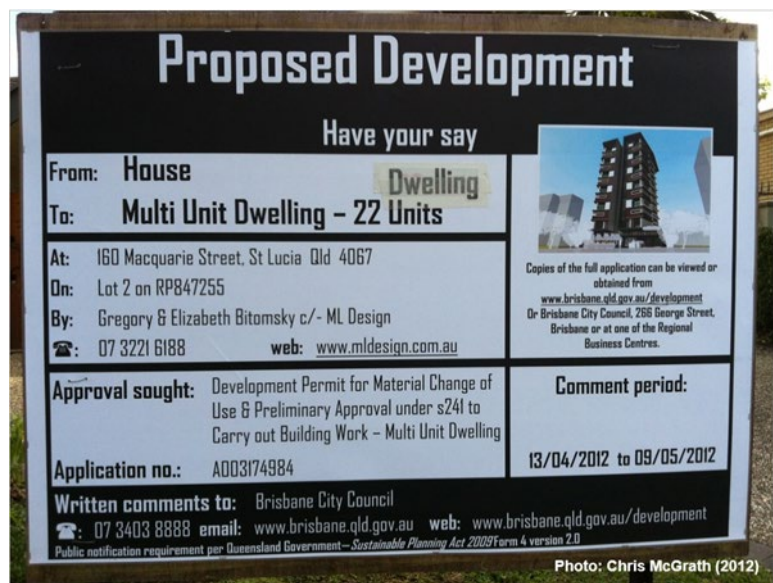 Proposed Development
Have your say
From: House
Dwelling
To: Multi Unit Dwelling – 22 Units
At: 160 Macquarie Street, St Lucia Qld 4067
On: Lot 2 on RP847255
By: Gregory & Elizabeth Bitomsky c/- ML Design
☎: 07 3221 6188 web: www.mldesign.com.au
Copies of the full application can be viewed or
obtained from
www.brisbane.qld.gov.au/development
Or Brisbane City Council, 266 George Street,
Brisbane or at one of the Regional
Business Centres.
Approval sought: Development Permit for Material Change of
Use & Preliminary Approval under s241 to
Carry out Building Work – Multi Unit Dwelling
Application no.: A003174984
Comment period:
13/04/2012 to 09/05/2012
Written comments to: Brisbane City Council
☎: 07 3403 8888 email: www.brisbane.qld.gov.au web: www.brisbane.qld.gov.au/development
Public notification requirement per Queensland Government—Sustainable Planning Act 2009 Form 4 version 2.0
Photo: Chris McGrath (2012)